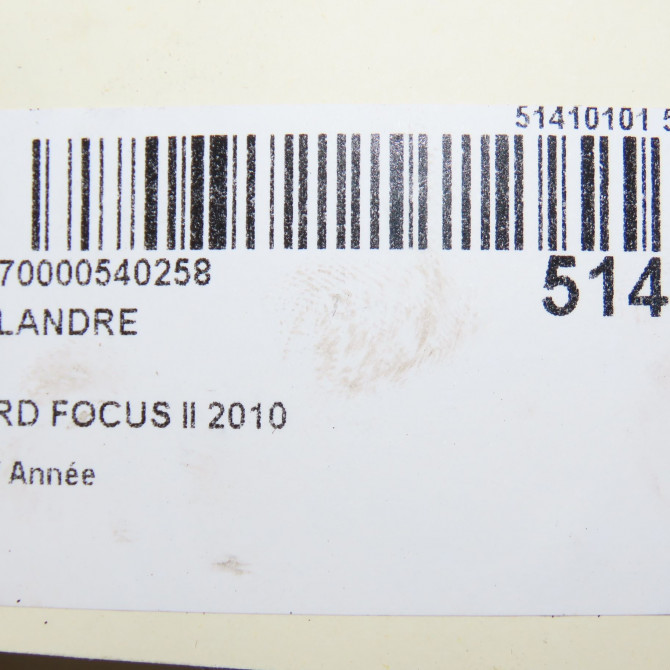 51410101 5
70000540258
514
LANDRE
RD FOCUS II 2010
Année